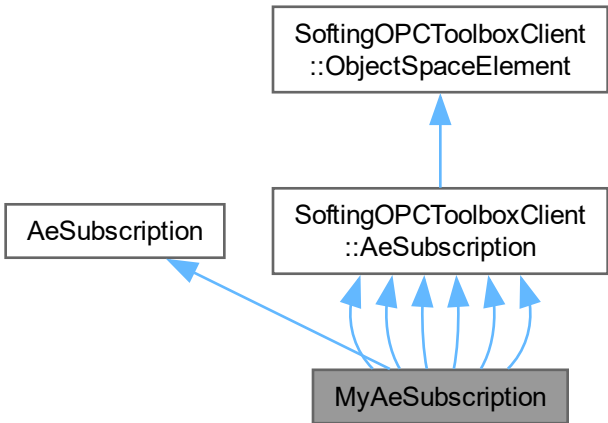 SoftingOPCToolboxClient
::ObjectSpaceElement
AeSubscription
SoftingOPCToolboxClient
::AeSubscription
MyAeSubscription